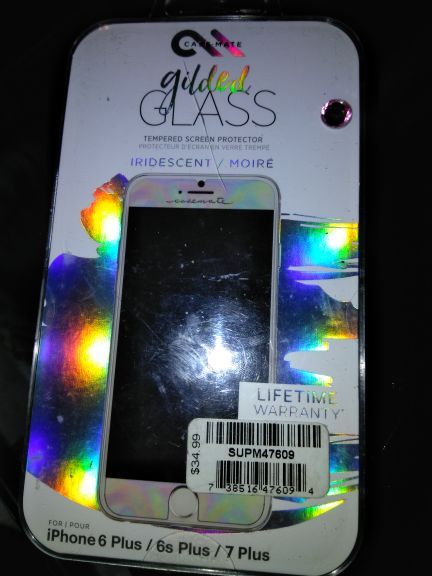 CASE-MATE
gilded
GLASS
TEMPERED SCREEN PROTECTOR
PROTECTEUR D'ÉCRAN EN VERRE TREMPÉ
IRIDESCENT / MOIRÉ
casemate
LIFETIME
WARRANTY*
$34.99
SUPM47609
7 38516 47609 4
FOR / POUR
iPhone 6 Plus / 6s Plus / 7 Plus